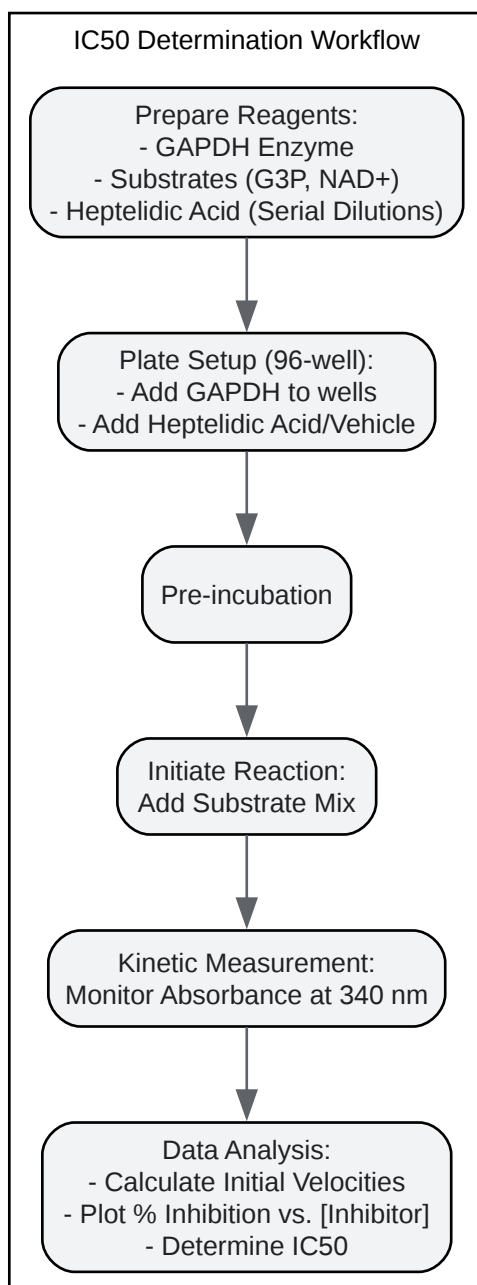 IC50 Determination Workflow
Prepare Reagents:
- GAPDH Enzyme
- Substrates (G3P, NAD+)
- Heptelidic Acid (Serial Dilutions)
Plate Setup (96-well):
- Add GAPDH to wells
- Add Heptelidic Acid/Vehicle
Pre-incubation
Initiate Reaction:
Add Substrate Mix
Kinetic Measurement:
Monitor Absorbance at 340 nm
Data Analysis:
- Calculate Initial Velocities
- Plot % Inhibition vs. [Inhibitor]
- Determine IC50